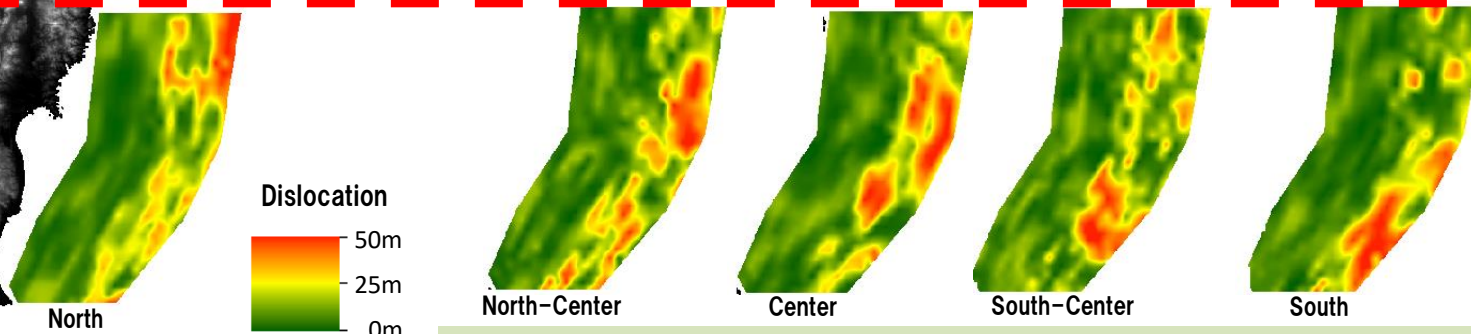 Dislocation
50m
25m
0m
North
North-Center
Center
South-Center
South